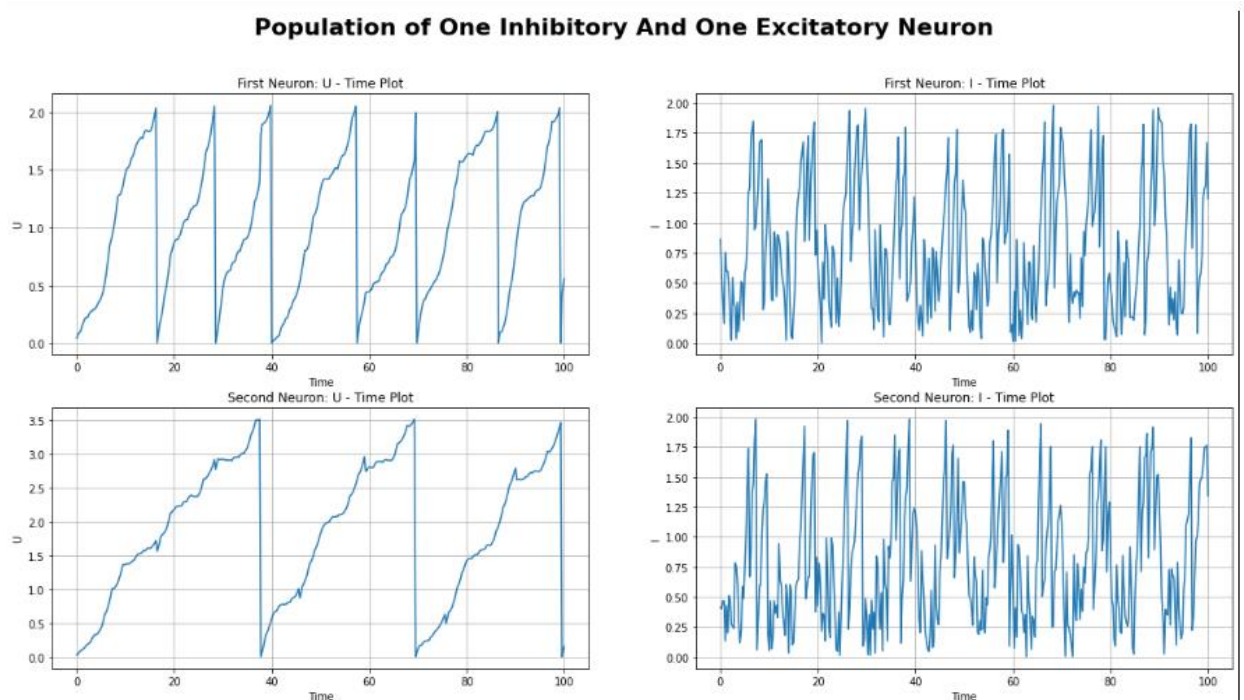 Population of One Inhibitory And One Excitatory Neuron
First Neuron: U - Time Plot
2.0
1.5
1.0
0.5
0.0
U
0 20 40 60 80 100
Time
First Neuron: I - Time Plot
2.00
1.75
1.50
1.25
1.00
0.75
0.50
0.25
0.00
I
0 20 40 60 80 100
Time
Second Neuron: U - Time Plot
3.5
3.0
2.5
2.0
1.5
1.0
0.5
0.0
U
0 20 40 60 80 100
Time
Second Neuron: I - Time Plot
2.00
1.75
1.50
1.25
1.00
0.75
0.50
0.25
0.00
I
0 20 40 60 80 100
Time